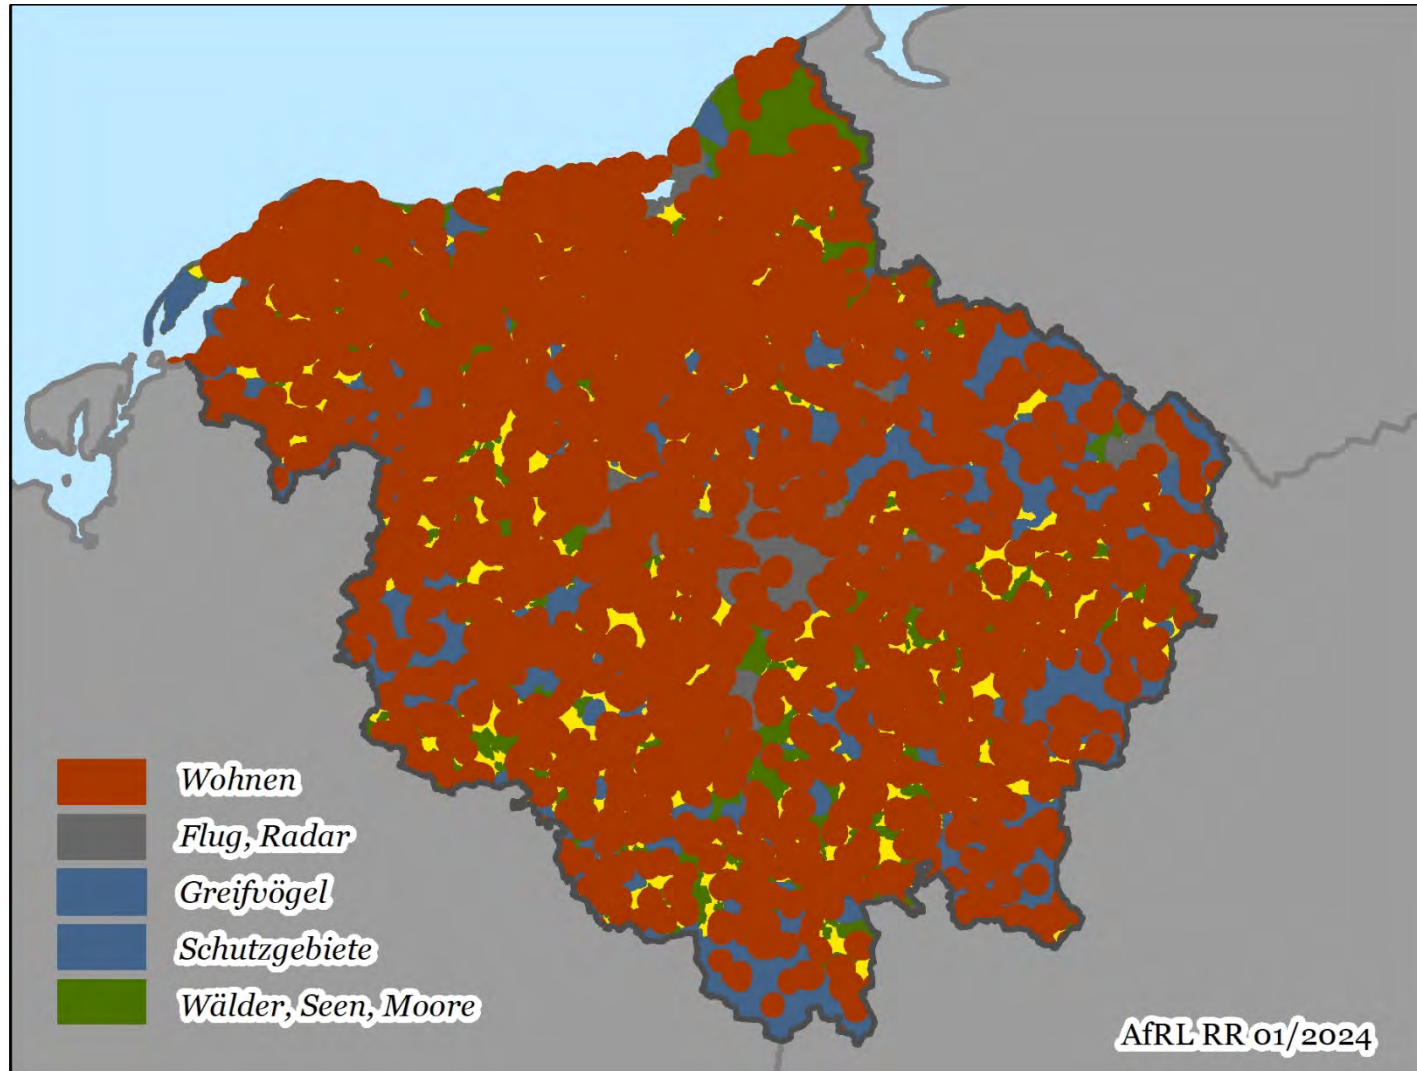 Wohnen
Flug, Radar
Greifvögel
Schutzgebiete
Wälder, Seen, Moore
AfRL RR 01/2024